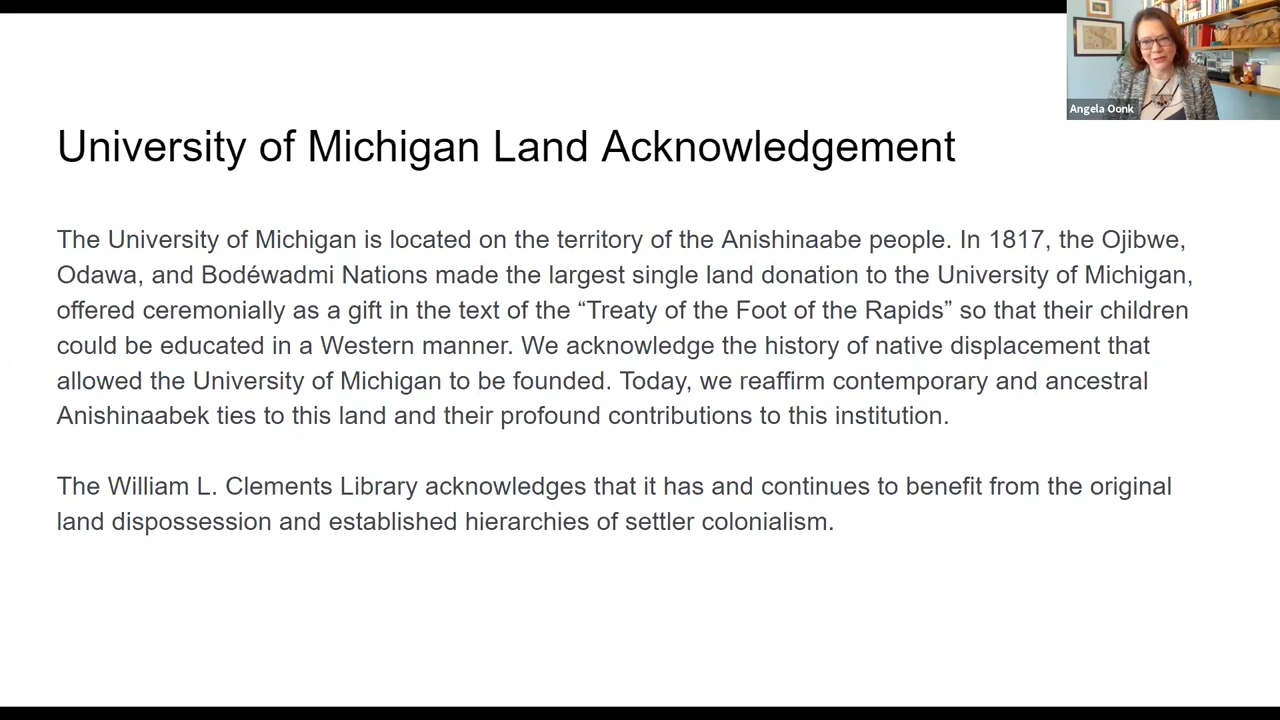 University of Michigan Land Acknowledgement
The University of Michigan is located on the territory of the Anishinaabe people. In 1817, the Ojibwe,
Odawa, and Bodéwadmi Nations made the largest single land donation to the University of Michigan,
offered ceremonially as a gift in the text of the “Treaty of the Foot of the Rapids” so that their children
could be educated in a Western manner. We acknowledge the history of native displacement that
allowed the University of Michigan to be founded. Today, we reaffirm contemporary and ancestral
Anishinaabek ties to this land and their profound contributions to this institution.
The William L. Clements Library acknowledges that it has and continues to benefit from the original
land dispossession and established hierarchies of settler colonialism.
Angela Oonk